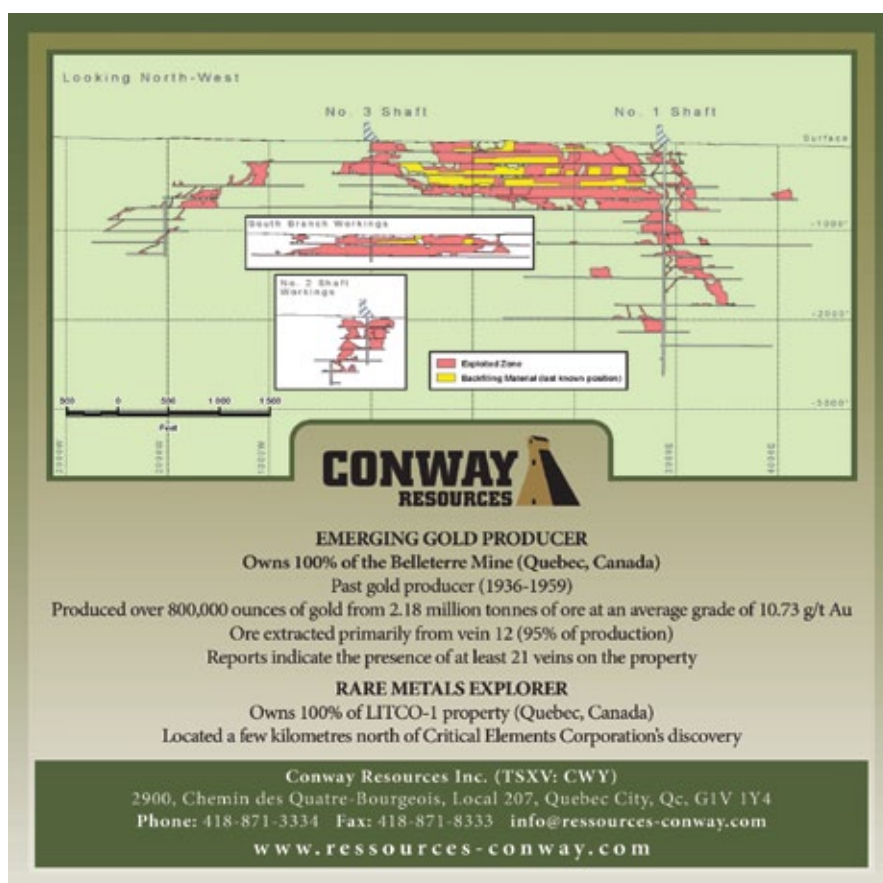 Looking North-West
No. 3 Shaft
No. 1 Shaft
Surface
-1000'
South Branch Workings
No. 2 Shaft
Workings
-2000'
Exploited Zone
Backfilling Material (last known position)
-3000'
500 0 500 1 000 1 500
Feet
2000W
1000W
3000E
4000E
CONWAY
RESOURCES
EMERGING GOLD PRODUCER
Owns 100% of the Belleterre Mine (Quebec, Canada)
Past gold producer (1936-1959)
Produced over 800,000 ounces of gold from 2.18 million tonnes of ore at an average grade of 10.73 g/t Au
Ore extracted primarily from vein 12 (95% of production)
Reports indicate the presence of at least 21 veins on the property
RARE METALS EXPLORER
Owns 100% of LITCO-1 property (Quebec, Canada)
Located a few kilometres north of Critical Elements Corporation's discovery
Conway Resources Inc. (TSXV: CWY)
2900, Chemin des Quatre-Bourgeois, Local 207, Quebec City, Qc, G1V 1Y4
Phone: 418-871-3334 Fax: 418-871-8333 info@ressources-conway.com
www.ressources-conway.com